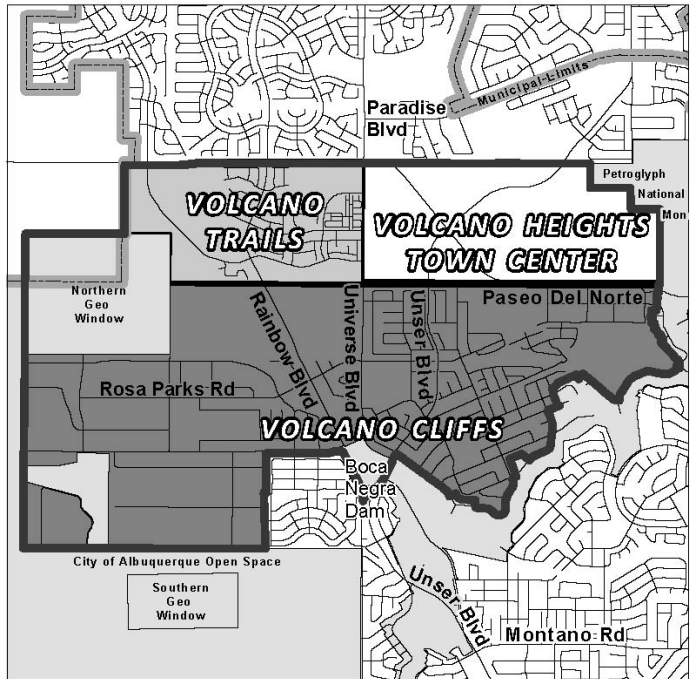 Paradise
Blvd
Municipal Limits
Petroglyph
National
Mon
VOLCANO
TRAILS
VOLCANO HEIGHTS
TOWN CENTER
Northern
Geo
Window
Paseo Del Norte
Rainbow Blvd
Universe Blvd
Unser Blvd
Rosa Parks Rd
VOLCANO CLIFFS
Boca
Negra
Dam
City of Albuquerque Open Space
Southern
Geo
Window
Unser Blvd
Montano Rd